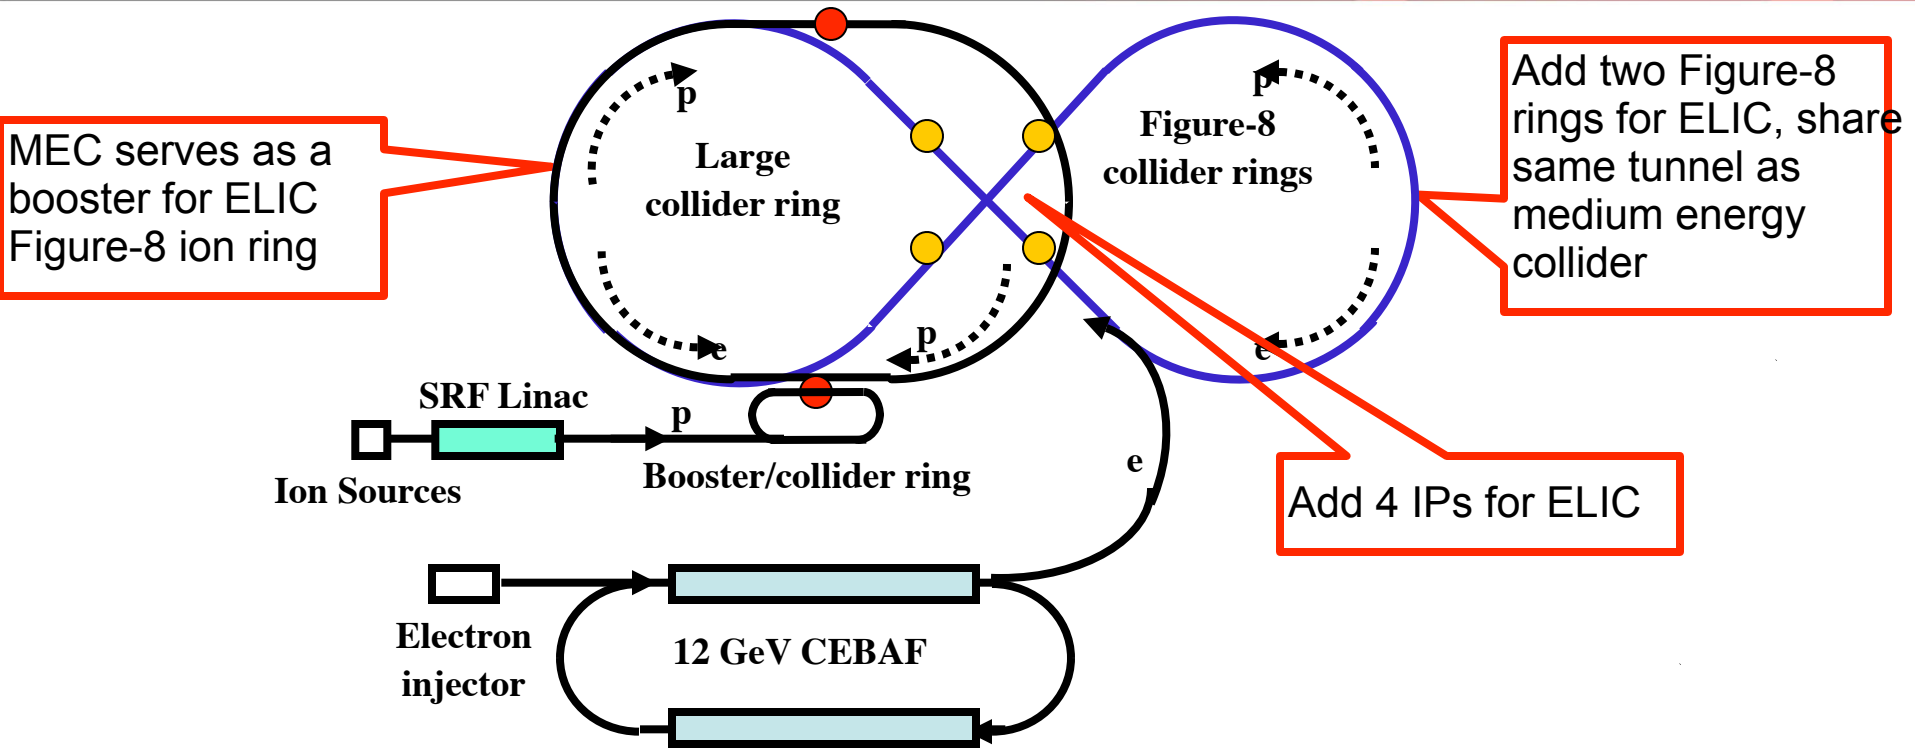 MEC serves as a
booster for ELIC
Figure-8 ion ring
p
Large
collider ring
p
Figure-8
collider rings
Add two Figure-8
rings for ELIC, share
same tunnel as
medium energy
collider
e
p
e
SRF Linac
p
Ion Sources
Booster/collider ring
e
Add 4 IPs for ELIC
Electron
injector
12 GeV CEBAF